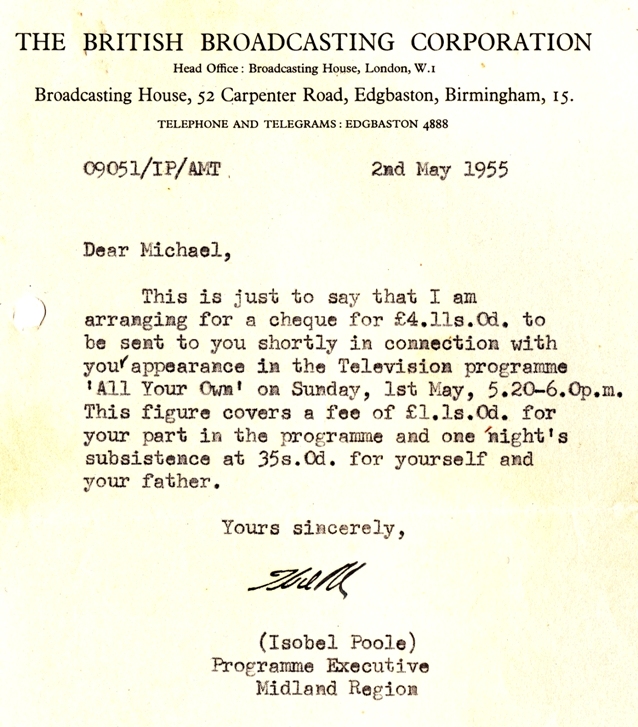 THE BRITISH BROADCASTING CORPORATION
Head Office: Broadcasting House, London, W.1
Broadcasting House, 52 Carpenter Road, Edgbaston, Birmingham, 15.
TELEPHONE AND TELEGRAMS: EDGBASTON 4888
09051/IP/AMT 2nd May 1955
Dear Michael,
This is just to say that I am
arranging for a cheque for £4.11s.0d. to
be sent to you shortly in connection with
your appearance in the Television programme
'All Your Own' on Sunday, 1st May, 5.20-6.0p.m.
This figure covers a fee of £1.1s.0d. for
your part in the programme and one night's
subsistence at 35s.0d. for yourself and
your father.
Yours sincerely,
(Isobel Poole)
Programme Executive
Midland Region